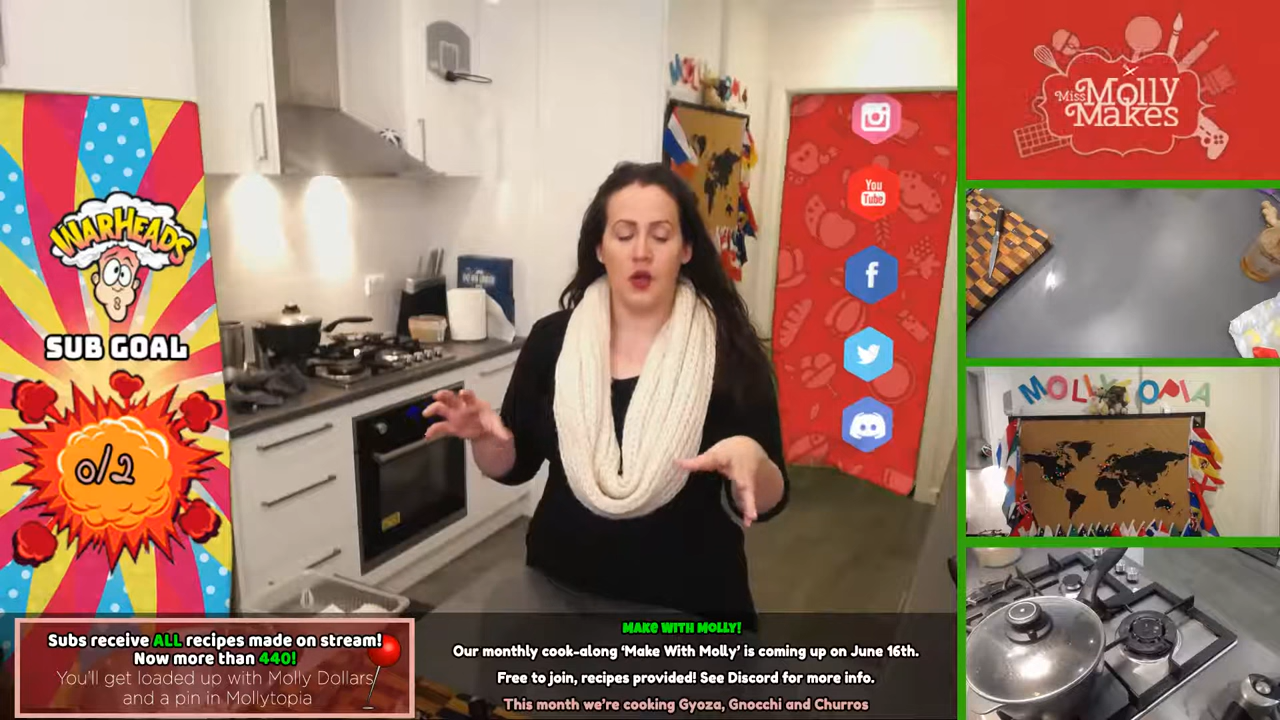 WARHEADS
SUB GOAL
0/2
Subs receive ALL recipes made on stream!
Now more than 440!
You'll get loaded up with Molly Dollars
and a pin in Mollytopia
MAKE WITH MOLLY!
Our monthly cook-along 'Make With Molly' is coming up on June 16th.
Free to join, recipes provided! See Discord for more info.
This month we're cooking Gyoza, Gnocchi and Churros
You
Tube
Miss Molly
Makes
MOLLYTOPIA